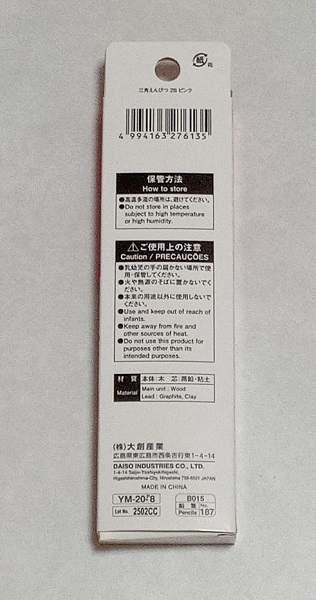 紙
箱
三角えんぴつ 2B ピンク
4 994163 276135
保管方法
How to store
●高温多湿の場所は、避けてください。
●Do not store in places
subject to high temperature
or high humidity.
⚠ご使用上の注意
Caution / PRECAUÇÕES
●乳幼児の手の届かない場所で使
用・保管してください。
●火や熱源のそばに置かないでくだ
さい。
●本来の用途以外に使用しないで
ください。
●Use and keep out of reach of
infants.
●Keep away from fire and
other sources of heat.
●Do not use this product for
purposes other than its
intended purposes.
材質 本体:木 芯:黒鉛・粘土
Material Main unit : Wood
Lead : Graphite, Clay
(株)大創産業
広島県東広島市西条吉行東1-4-14
DAISO INDUSTRIES CO., LTD.
1-4-14 Saijo-Yoshiyukihigashi,
Higashihiroshima-City, Hiroshima 739-8501 JAPAN
MADE IN CHINA
B015
Lot No. 2502CC
鉛筆 No.
Pencils 187